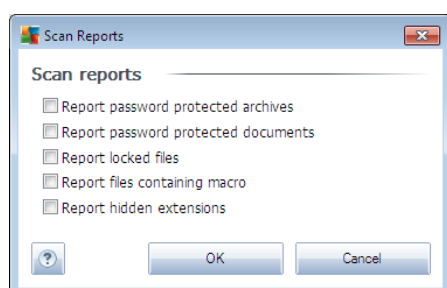 Scan Reports
Scan reports
Report password protected archives
Report password protected documents
Report locked files
Report files containing macro
Report hidden extensions
? OK Cancel